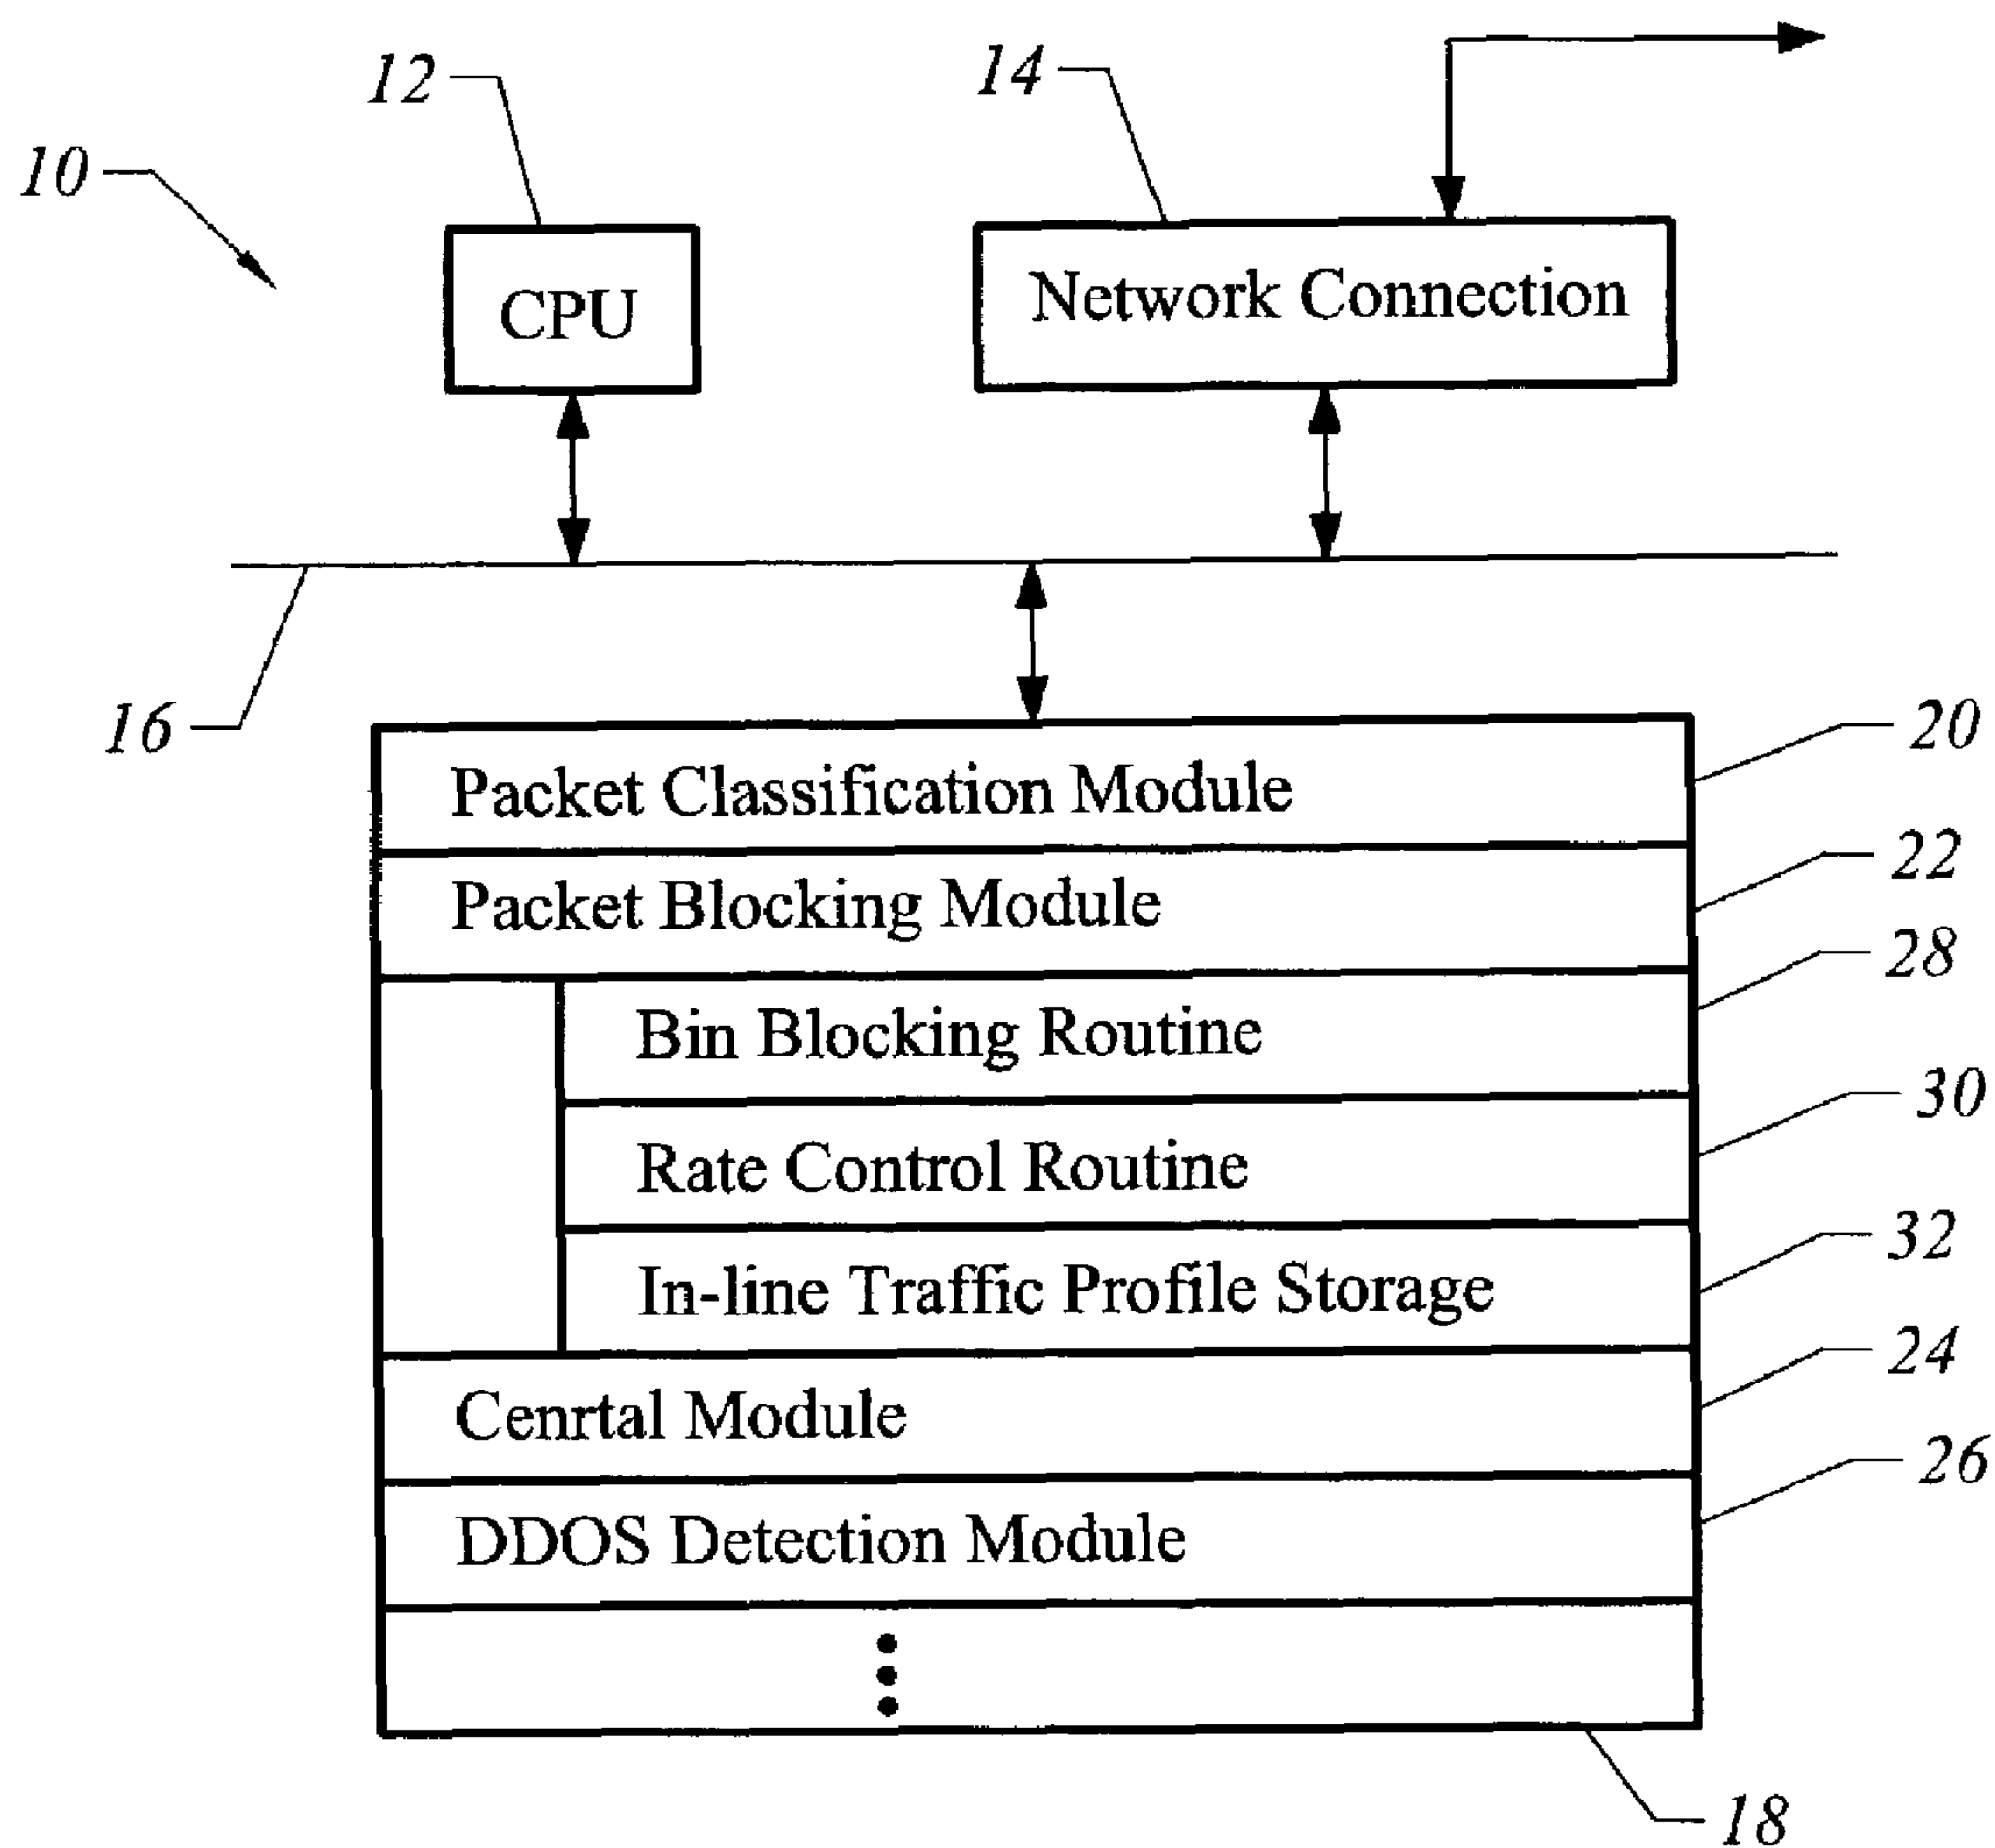 12
14
10
CPU
Network Connection
16
20
Packet Classification Module
22
Packet Blocking Module
28
Bin Blocking Routine
30
Rate Control Routine
32
In-line Traffic Profile Storage
24
Cenrtal Module
26
DDOS Detection Module
18